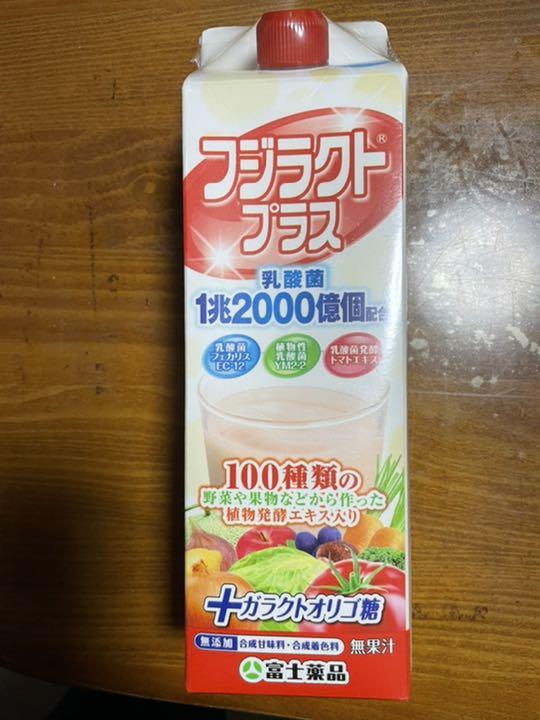 フジラクト®
プラス
乳酸菌
1兆2000億個配合
乳酸菌
フェカリス
EC-12
植物性
乳酸菌
YM2-2
乳酸菌発酵
トマトエキス
100種類の
野菜や果物などから作った
植物発酵エキス入り
+ガラクトオリゴ糖
無添加 合成甘味料・合成着色料 無果汁
富士薬品